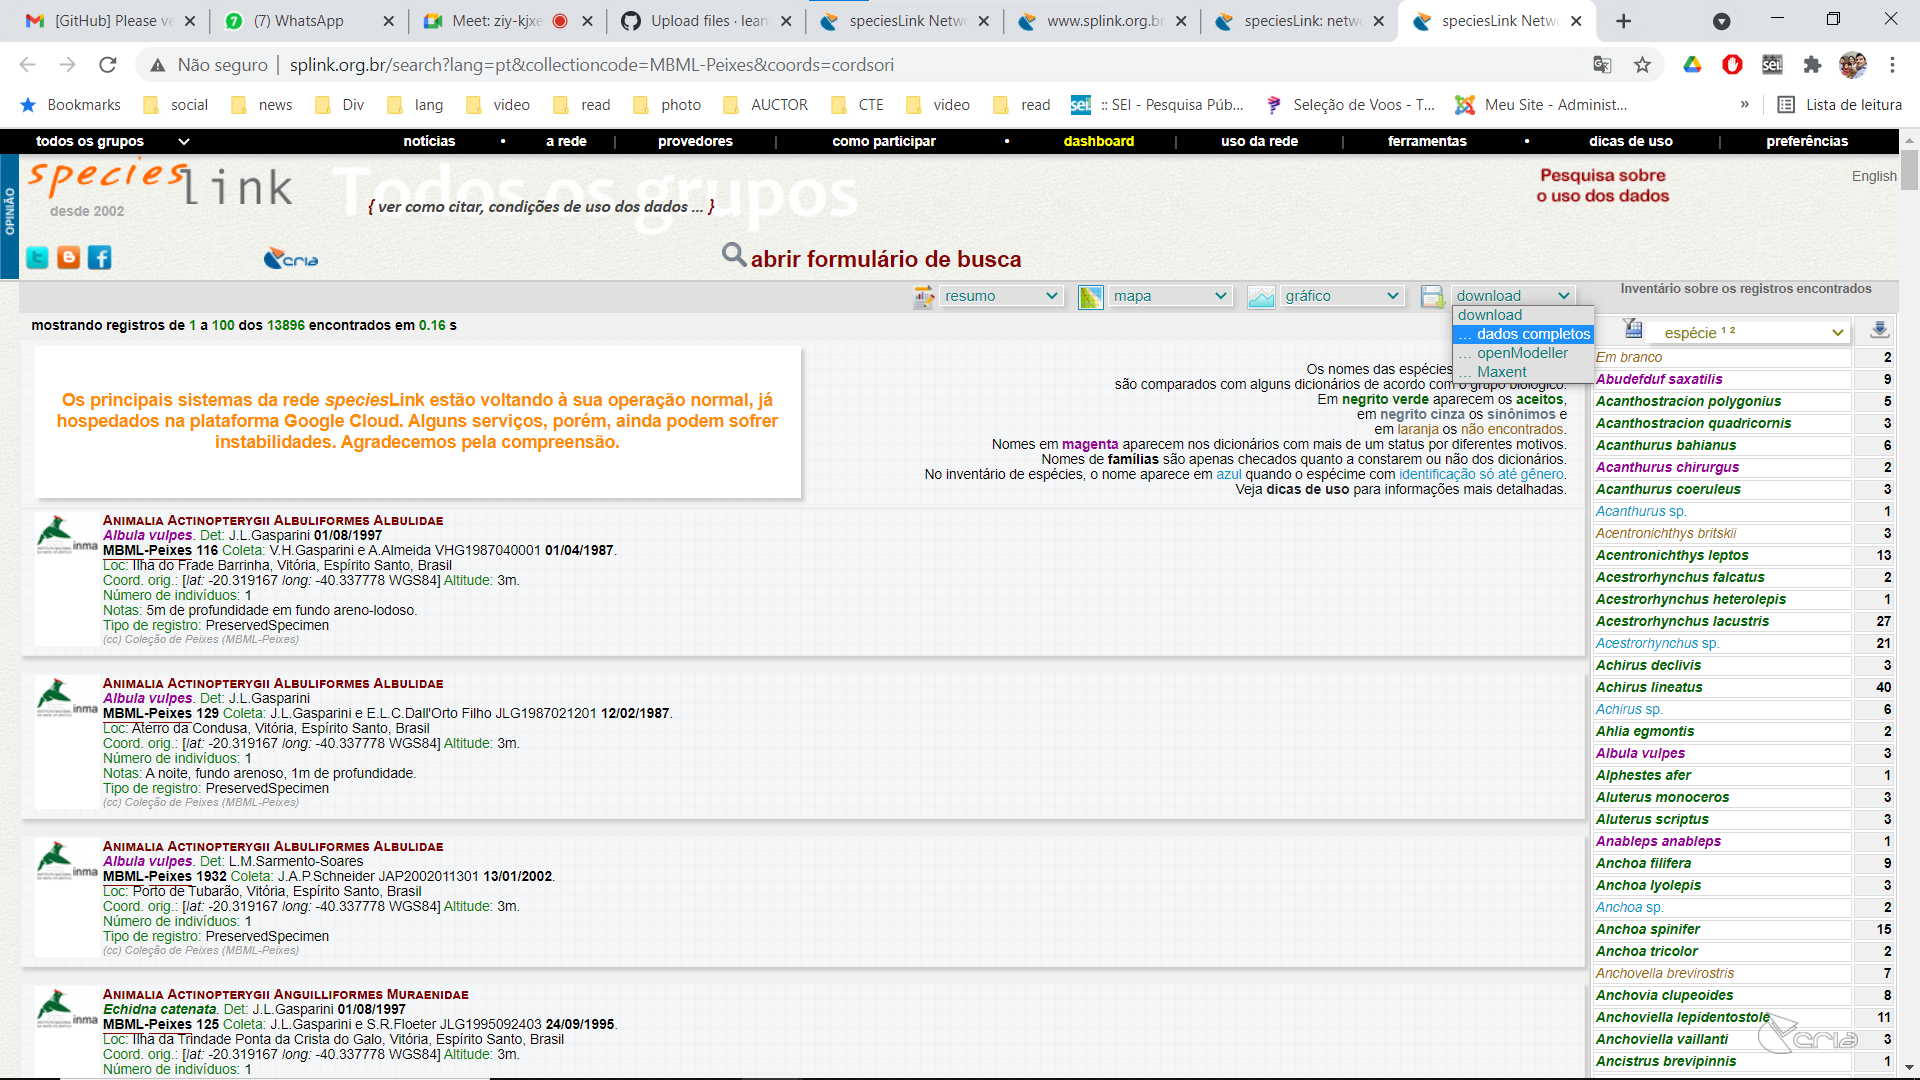 [GitHub] Please ve
(7) WhatsApp
Meet: ziy-kjxe
Upload files · lean
speciesLink Netwo
www.splink.org.br
speciesLink: netw
speciesLink Netwo
Não seguro | splink.org.br/search?lang=pt&collectioncode=MBML-Peixes&coords=cordsori
Bookmarks social news Div lang video read photo AUCTOR CTE video read :: SEI - Pesquisa Púb... Seleção de Voos - T... Meu Site - Administ... » Lista de leitura
todos os grupos notícias • a rede | provedores | como participar • dashboard | uso da rede | ferramentas • dicas de uso | preferências
OPINIÃO
species link
desde 2002
Todos os grupos
{ ver como citar, condições de uso dos dados ... }
Pesquisa sobre
o uso dos dados
English
cria
abrir formulário de busca
resumo mapa gráfico download
Inventário sobre os registros encontrados
download
... dados completos
... openModeller
... Maxent
mostrando registros de 1 a 100 dos 13896 encontrados em 0.16 s
Os principais sistemas da rede speciesLink estão voltando à sua operação normal, já
hospedados na plataforma Google Cloud. Alguns serviços, porém, ainda podem sofrer
instabilidades. Agradecemos pela compreensão.
Os nomes das espécies
são comparados com alguns dicionários de acordo com o grupo biológico.
Em negrito verde aparecem os aceitos,
em negrito cinza os sinônimos e
em laranja os não encontrados.
Nomes em magenta aparecem nos dicionários com mais de um status por diferentes motivos.
Nomes de famílias são apenas checados quanto a constarem ou não dos dicionários.
No inventário de espécies, o nome aparece em azul quando o espécime com identificação só até gênero.
Veja dicas de uso para informações mais detalhadas.
inma
Animalia Actinopterygii Albuliformes Albulidae
Albula vulpes. Det: J.L.Gasparini 01/08/1997
MBML-Peixes 116 Coleta: V.H.Gasparini e A.Almeida VHG1987040001 01/04/1987.
Loc: Ilha do Frade Barrinha, Vitória, Espírito Santo, Brasil
Coord. orig.: [lat: -20.319167 long: -40.337778 WGS84] Altitude: 3m.
Número de indivíduos: 1
Notas: 5m de profundidade em fundo areno-lodoso.
Tipo de registro: PreservedSpecimen
(cc) Coleção de Peixes (MBML-Peixes)
inma
Animalia Actinopterygii Albuliformes Albulidae
Albula vulpes. Det: J.L.Gasparini
MBML-Peixes 129 Coleta: J.L.Gasparini e E.L.C.Dall'Orto Filho JLG1987021201 12/02/1987.
Loc: Aterro da Condusa, Vitória, Espírito Santo, Brasil
Coord. orig.: [lat: -20.319167 long: -40.337778 WGS84] Altitude: 3m.
Número de indivíduos: 1
Notas: A noite, fundo arenoso, 1m de profundidade.
Tipo de registro: PreservedSpecimen
(cc) Coleção de Peixes (MBML-Peixes)
inma
Animalia Actinopterygii Albuliformes Albulidae
Albula vulpes. Det: L.M.Sarmento-Soares
MBML-Peixes 1932 Coleta: J.A.P.Schneider JAP2002011301 13/01/2002.
Loc: Porto de Tubarão, Vitória, Espírito Santo, Brasil
Coord. orig.: [lat: -20.319167 long: -40.337778 WGS84] Altitude: 3m.
Número de indivíduos: 1
Tipo de registro: PreservedSpecimen
(cc) Coleção de Peixes (MBML-Peixes)
inma
Animalia Actinopterygii Anguilliformes Muraenidae
Echidna catenata. Det: J.L.Gasparini 01/08/1997
MBML-Peixes 125 Coleta: J.L.Gasparini e S.R.Floeter JLG1995092403 24/09/1995.
Loc: Ilha da Trindade Ponta da Crista do Galo, Vitória, Espírito Santo, Brasil
Coord. orig.: [lat: -20.319167 long: -40.337778 WGS84] Altitude: 3m.
Número de indivíduos: 1
espécie ¹ ²
Em branco 2
Abudefduf saxatilis 9
Acanthostracion polygonius 5
Acanthostracion quadricornis 3
Acanthurus bahianus 6
Acanthurus chirurgus 2
Acanthurus coeruleus 3
Acanthurus sp. 1
Acentronichthys britskii 3
Acentronichthys leptos 13
Acestrorhynchus falcatus 2
Acestrorhynchus heterolepis 1
Acestrorhynchus lacustris 27
Acestrorhynchus sp. 21
Achirus declivis 3
Achirus lineatus 40
Achirus sp. 6
Ahlia egmontis 2
Albula vulpes 3
Alphestes afer 1
Aluterus monoceros 3
Aluterus scriptus 3
Anableps anableps 1
Anchoa filifera 9
Anchoa lyolepis 3
Anchoa sp. 2
Anchoa spinifer 15
Anchoa tricolor 2
Anchovella brevirostris 7
Anchovia clupeoides 8
Anchoviella lepidentostole 11
Anchoviella vaillanti 3
Ancistrus brevipinnis 1
cria